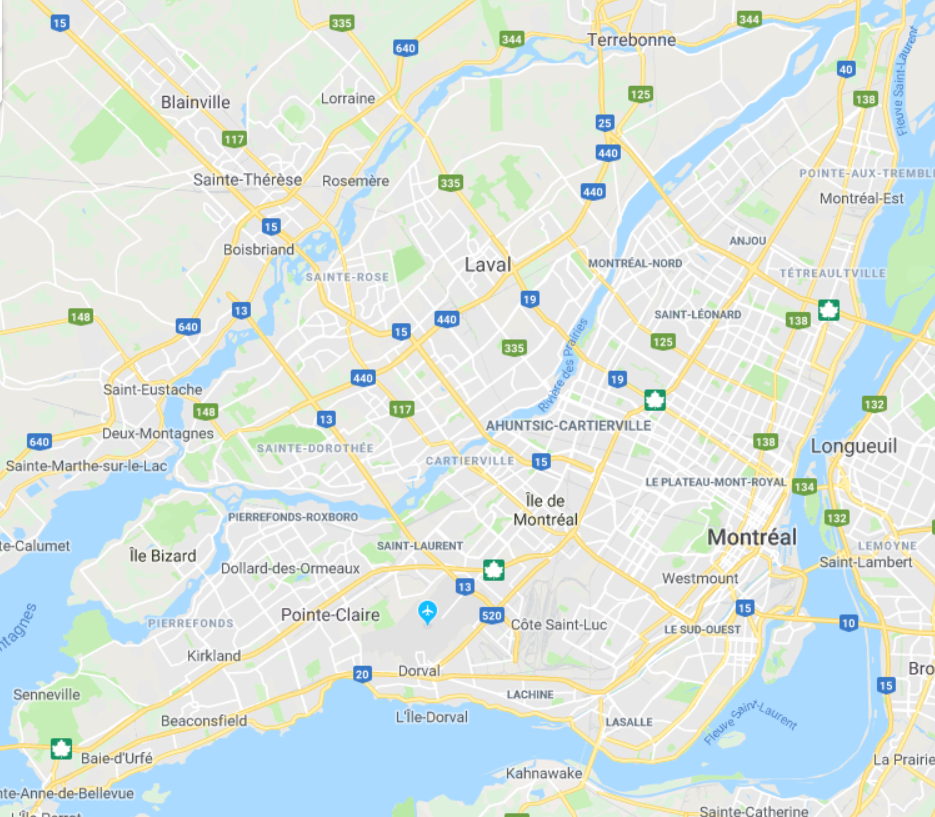 15
335
344
344
640
Terrebonne
40
Blainville
Lorraine
125
138
Fleuve Saint-Laurent
117
25
440
Sainte-Thérèse
Rosemère
335
440
POINTE-AUX-TREMBL
Montréal-Est
15
Boisbriand
ANJOU
Laval
MONTRÉAL-NORD
SAINTE-ROSE
TÉTREAULTVILLE
13
19
148
640
15
440
SAINT-LÉONARD
138
125
335
Rivière des Prairies
440
19
Saint-Eustache
148
117
13
132
AHUNTSIC-CARTIERVILLE
Deux-Montagnes
640
138
Longueuil
SAINTE-DOROTHÉE
Sainte-Marthe-sur-le-Lac
CARTIERVILLE
15
LE PLATEAU-MONT-ROYAL
134
Île de
Montréal
PIERREFONDS-ROXBORO
132
Montréal
te-Calumet
SAINT-LAURENT
LEMOYNE
Île Bizard
Saint-Lambert
Dollard-des-Ormeaux
Westmount
13
15
Pointe-Claire
520
Côte Saint-Luc
10
PIERREFONDS
LE SUD-OUEST
ntagnes
Kirkland
Dorval
20
Bro
15
Senneville
LACHINE
Beaconsfield
L'Île-Dorval
LASALLE
Fleuve Saint-Laurent
Baie-d'Urfé
La Prairie
Kahnawake
nte-Anne-de-Bellevue
Sainte-Catherine
L'Île-Perrot